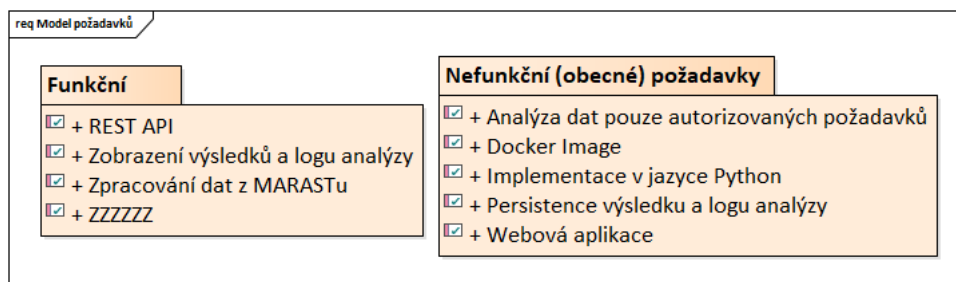 req Model požadavků
Funkční
+ REST API
+ Zobrazení výsledků a logu analýzy
+ Zpracování dat z MARASTu
+ ZZZZZZ
Nefunkční (obecné) požadavky
+ Analýza dat pouze autorizovaných požadavků
+ Docker Image
+ Implementace v jazyce Python
+ Persistence výsledku a logu analýzy
+ Webová aplikace